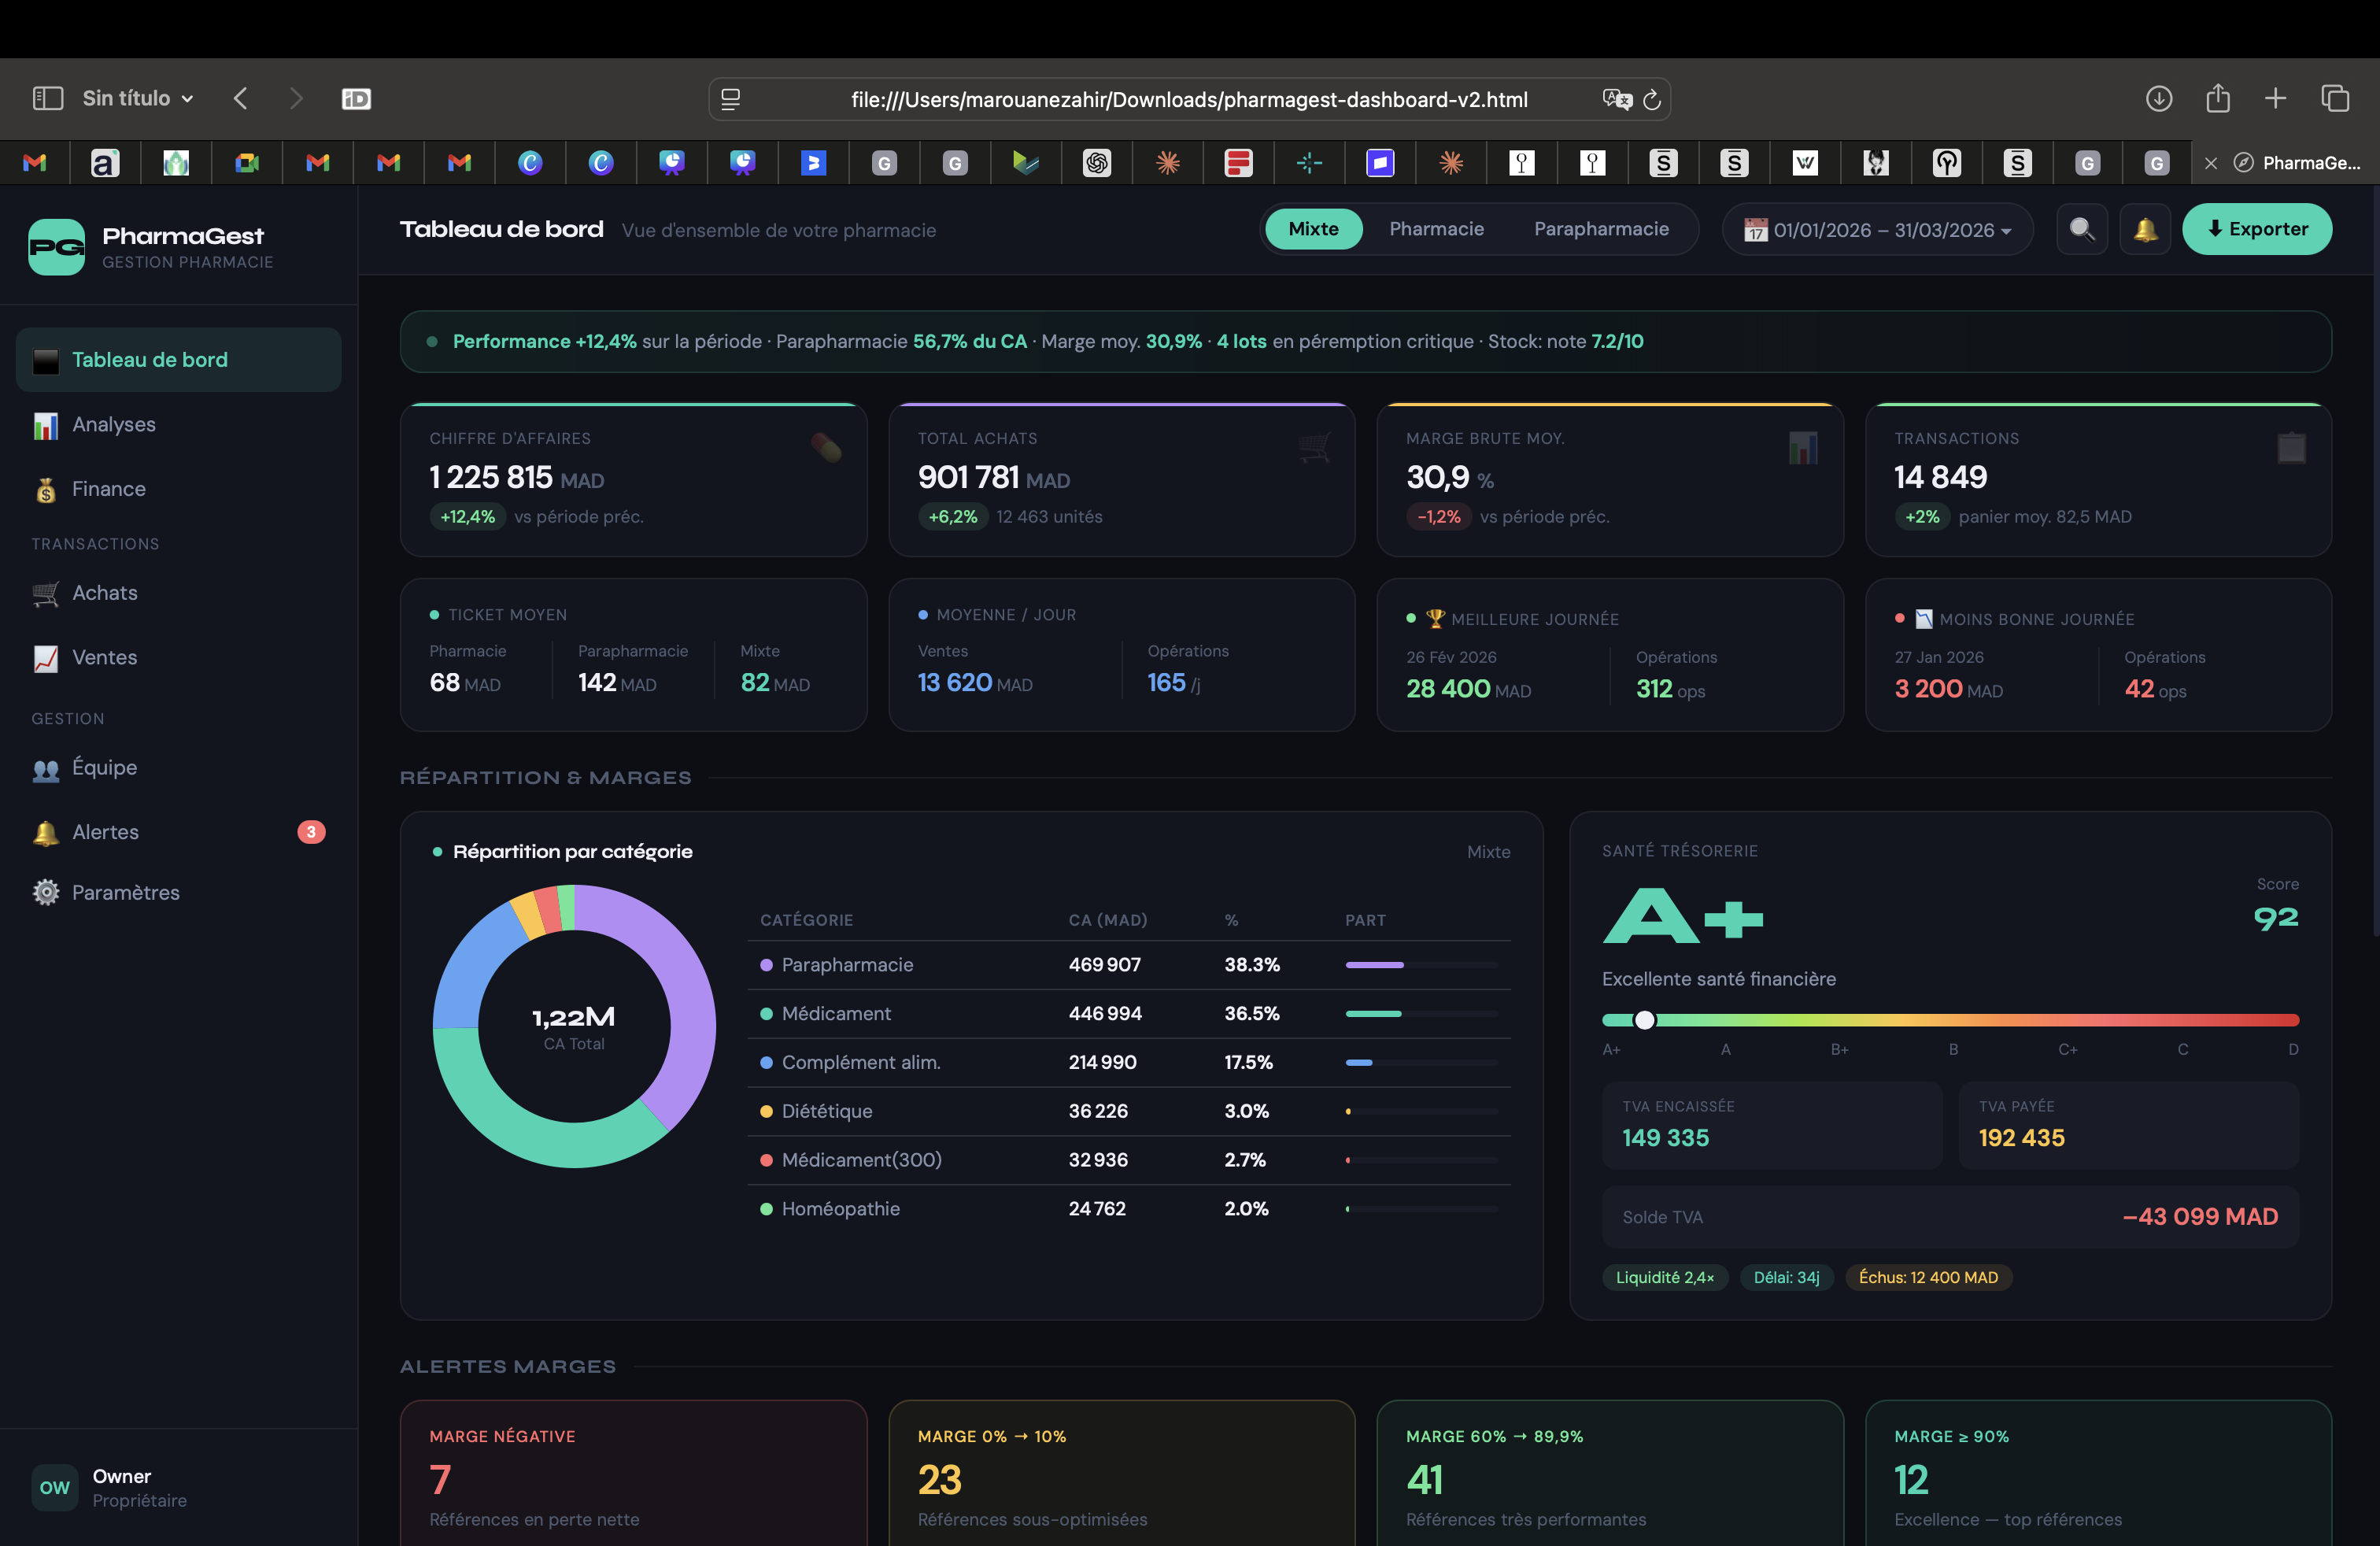 Sin título
iD
file:///Users/marouanezahir/Downloads/pharmagest-dashboard-v2.html
PharmaGe...
PG
PharmaGest
GESTION PHARMACIE
Tableau de bord
Analyses
Finance
TRANSACTIONS
Achats
Ventes
GESTION
Équipe
Alertes 3
Paramètres
OW
Owner
Propriétaire
Tableau de bord Vue d'ensemble de votre pharmacie
Mixte Pharmacie Parapharmacie
17 01/01/2026 – 31/03/2026
Exporter
Performance +12,4% sur la période · Parapharmacie 56,7% du CA · Marge moy. 30,9% · 4 lots en péremption critique · Stock: note 7.2/10
CHIFFRE D'AFFAIRES
1 225 815 MAD
+12,4% vs période préc.
TOTAL ACHATS
901 781 MAD
+6,2% 12 463 unités
MARGE BRUTE MOY.
30,9 %
-1,2% vs période préc.
TRANSACTIONS
14 849
+2% panier moy. 82,5 MAD
TICKET MOYEN
Pharmacie Parapharmacie Mixte
68 MAD 142 MAD 82 MAD
MOYENNE / JOUR
Ventes Opérations
13 620 MAD 165 /j
MEILLEURE JOURNÉE
26 Fév 2026 Opérations
28 400 MAD 312 ops
MOINS BONNE JOURNÉE
27 Jan 2026 Opérations
3 200 MAD 42 ops
RÉPARTITION & MARGES
Répartition par catégorie Mixte
1,22M
CA Total
CATÉGORIE CA (MAD) % PART
Parapharmacie 469 907 38.3%
Médicament 446 994 36.5%
Complément alim. 214 990 17.5%
Diététique 36 226 3.0%
Médicament(300) 32 936 2.7%
Homéopathie 24 762 2.0%
SANTÉ TRÉSORERIE
A+
Score
92
Excellente santé financière
A+ A B+ B C+ C D
TVA ENCAISSÉE
149 335
TVA PAYÉE
192 435
Solde TVA −43 099 MAD
Liquidité 2,4× Délai: 34j Échus: 12 400 MAD
ALERTES MARGES
MARGE NÉGATIVE
7
Références en perte nette
MARGE 0% → 10%
23
Références sous-optimisées
MARGE 60% → 89,9%
41
Références très performantes
MARGE ≥ 90%
12
Excellence — top références